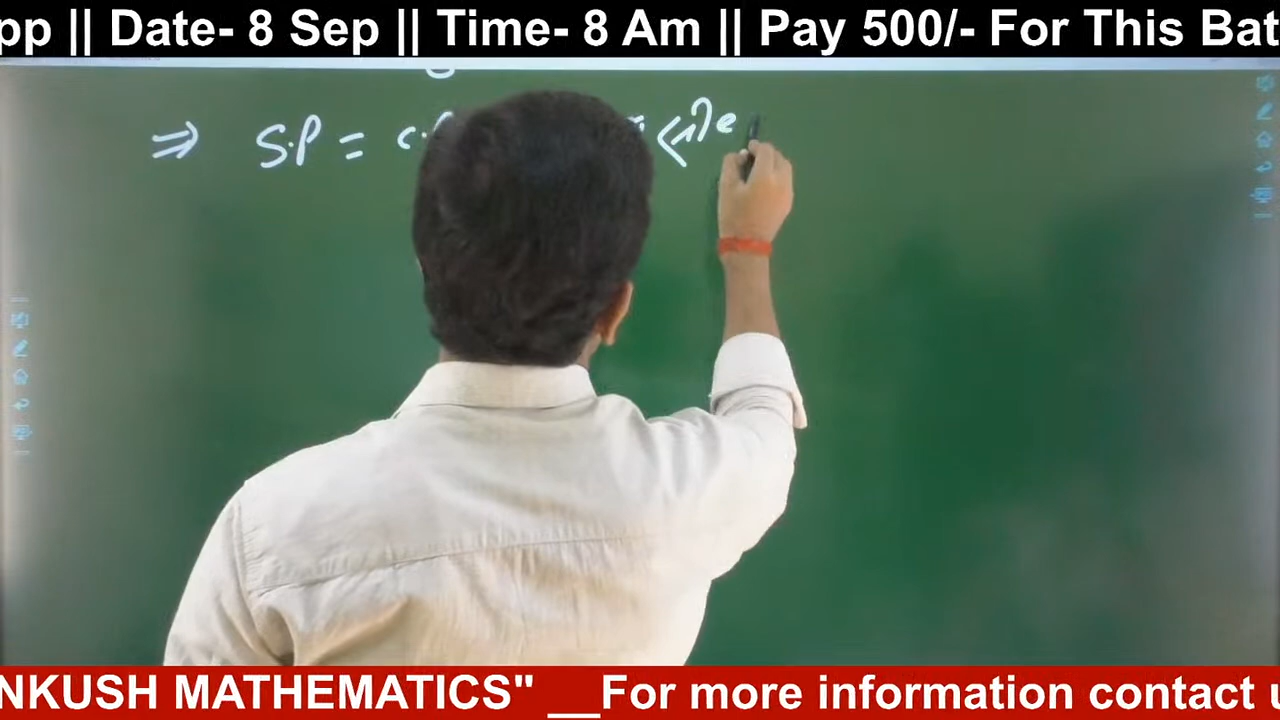 pp || Date- 8 Sep || Time- 8 Am || Pay 500/- For This Bat
⇒ S.P =
NKUSH MATHEMATICS" __For more information contact u